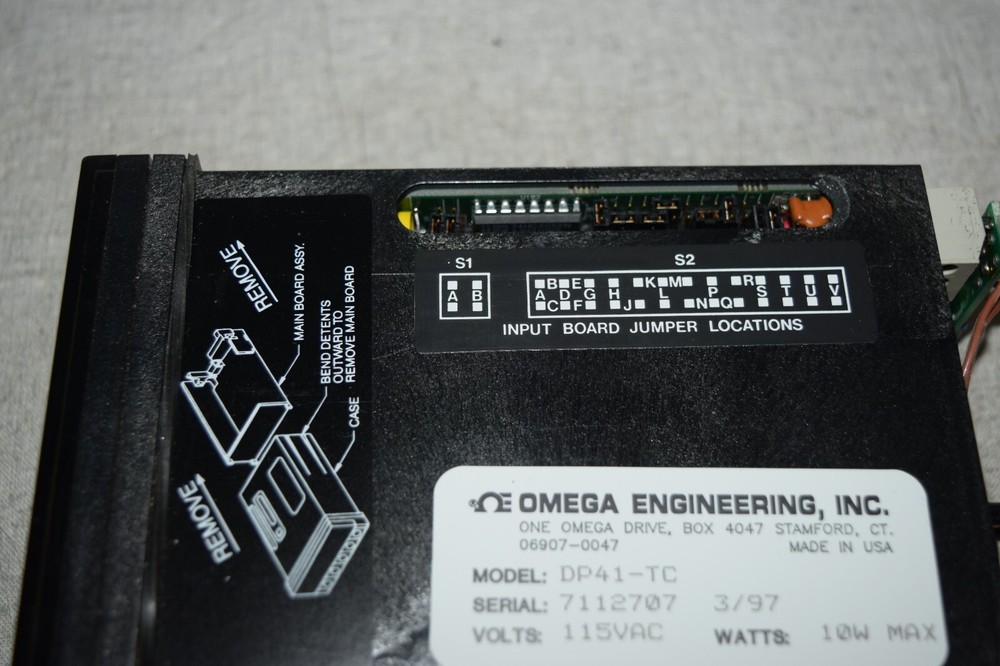 REMOVE
MAIN BOARD ASSY.
BEND DETENTS
OUTWARD TO
REMOVE MAIN BOARD
CASE
REMOVE
S1
A B
S2
B E K M R
A D G H L P S T U V
C F J N Q
INPUT BOARD JUMPER LOCATIONS
OMEGA ENGINEERING, INC.
ONE OMEGA DRIVE, BOX 4047 STAMFORD, CT.
06907-0047 MADE IN USA
MODEL: DP41-TC
SERIAL: 7112707 3/97
VOLTS: 115VAC WATTS: 10W MAX